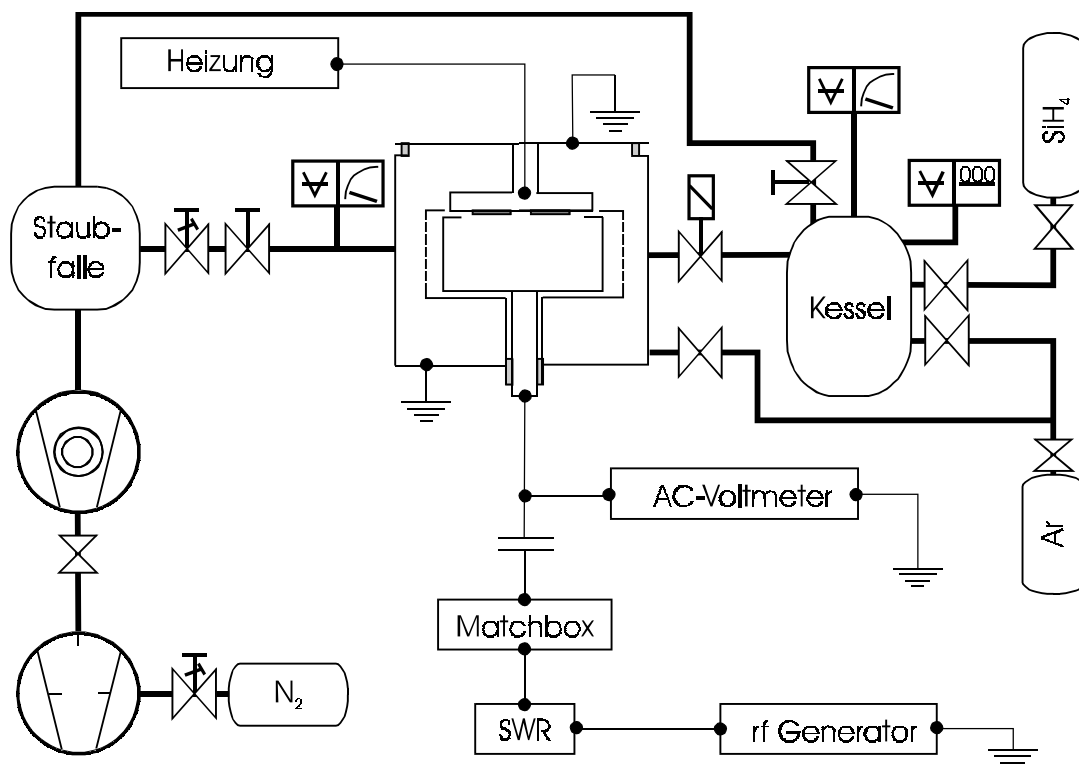 Heizung
SiH₄
000
Staub-
falle
Kessel
AC-Voltmeter
Ar
Matchbox
N₂
SWR
rf Generator